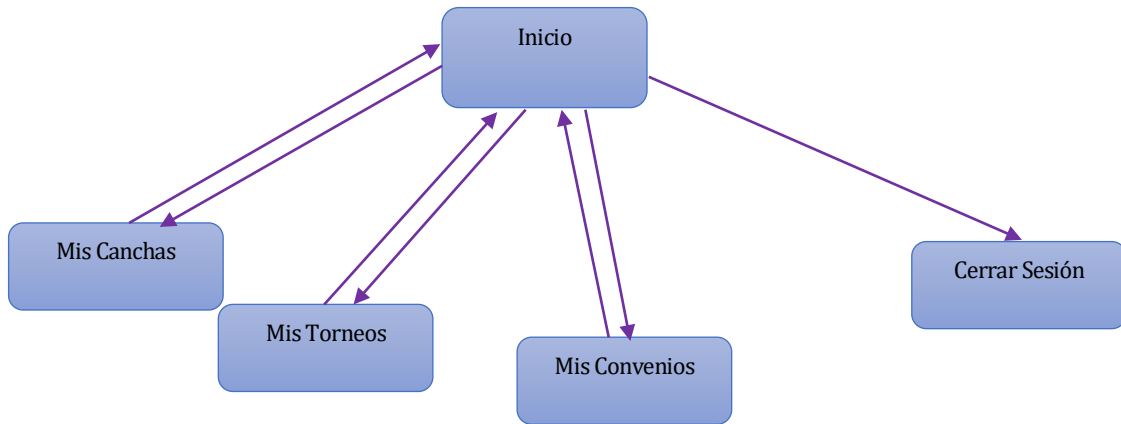 Inicio
Mis Canchas
Cerrar Sesión
Mis Torneos
Mis Convenios